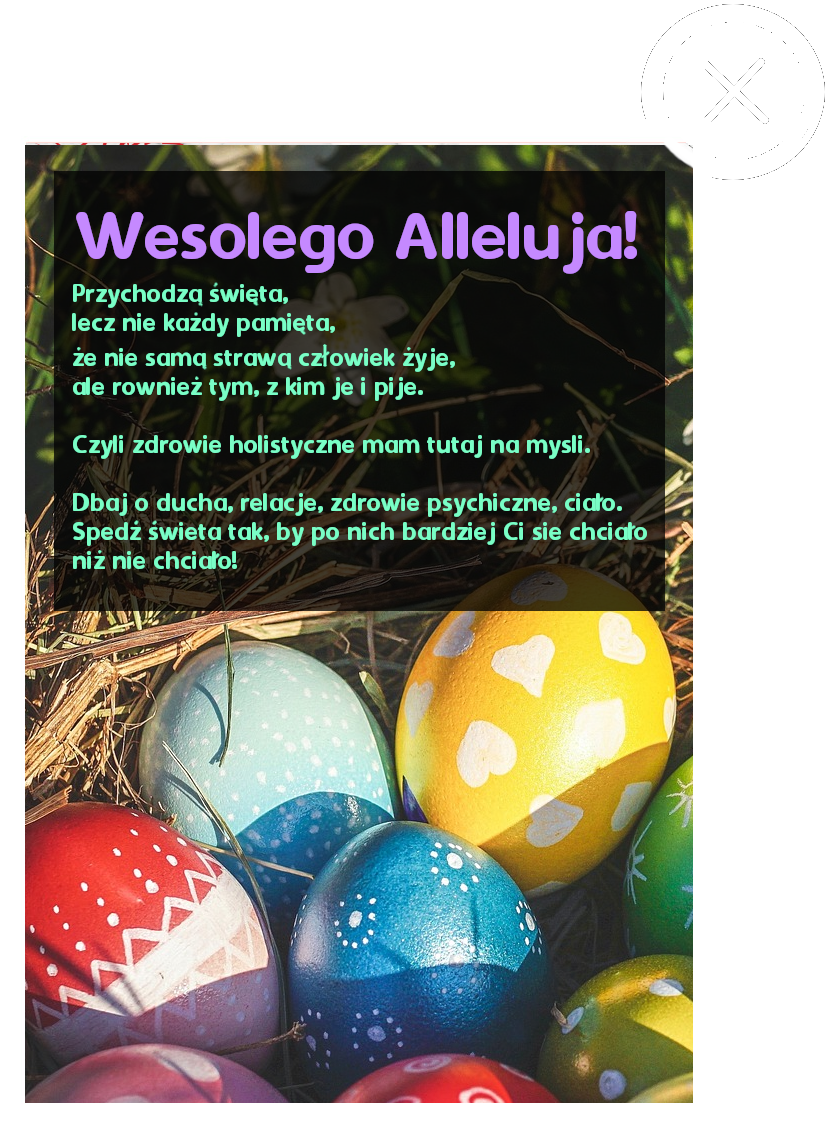 Wesolego Alleluja!
Przychodzą święta,
lecz nie każdy pamięta,
że nie samą strawą człowiek żyje,
ale rownież tym, z kim je i pije.
Czyli zdrowie holistyczne mam tutaj na mysli.
Dbaj o ducha, relacje, zdrowie psychiczne, ciało.
Spedź świeta tak, by po nich bardziej Ci sie chciało
niż nie chciało!